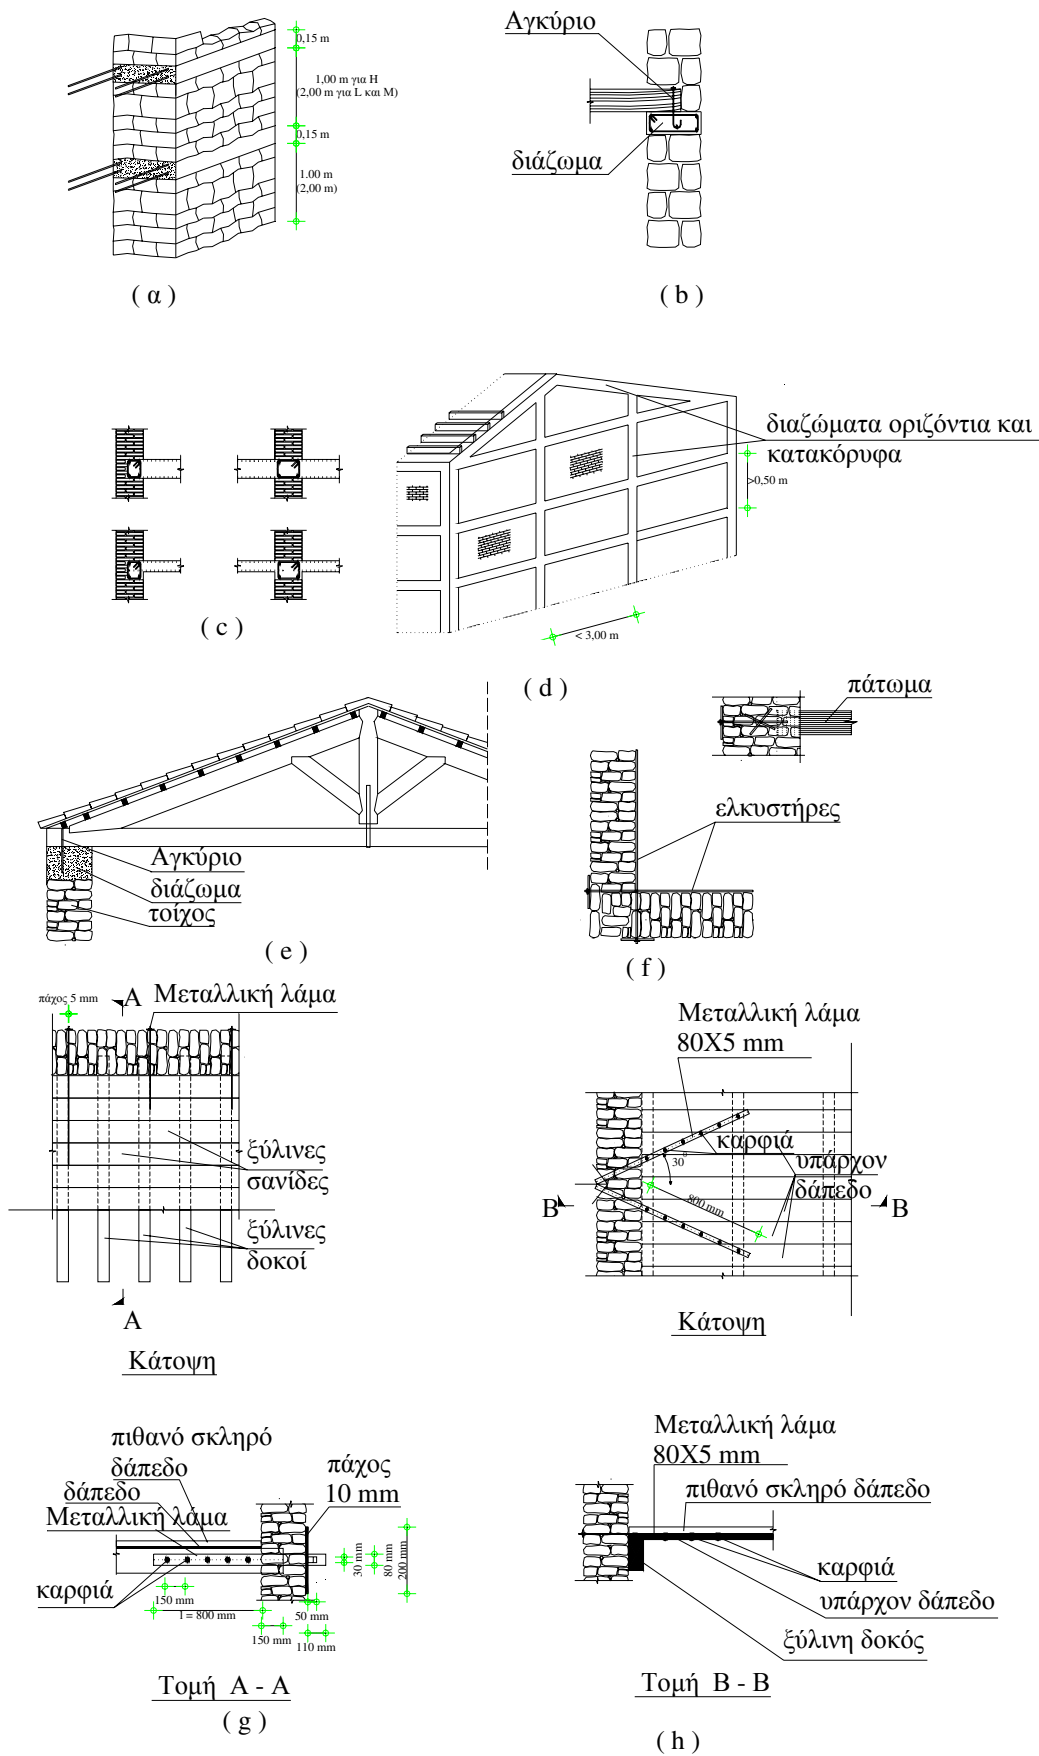 0,15 m
1,00 m για H
(2,00 m για L και M)
0,15 m
1.00 m
(2,00 m)
( α )
Αγκύριο
διάζωμα
( b )
( c )
διαζώματα οριζόντια και
κατακόρυφα
>0,50 m
< 3,00 m
( d )
Αγκύριο
διάζωμα
τοίχος
( e )
πάτωμα
ελκυστήρες
( f )
πάχος 5 mm
A
Μεταλλική λάμα
ξύλινες
σανίδες
ξύλινες
δοκοί
A
Κάτοψη
Μεταλλική λάμα
80X5 mm
καρφιά
30°
υπάρχον
δάπεδο
800 mm
B
B
Κάτοψη
πιθανό σκληρό
δάπεδο
δάπεδο
Μεταλλική λάμα
καρφιά
πάχος
10 mm
30 mm
80 mm
200 mm
150 mm
l = 800 mm
50 mm
150 mm
110 mm
Τομή A - A
( g )
Μεταλλική λάμα
80X5 mm
πιθανό σκληρό δάπεδο
καρφιά
υπάρχον δάπεδο
ξύλινη δοκός
Τομή B - B
( h )